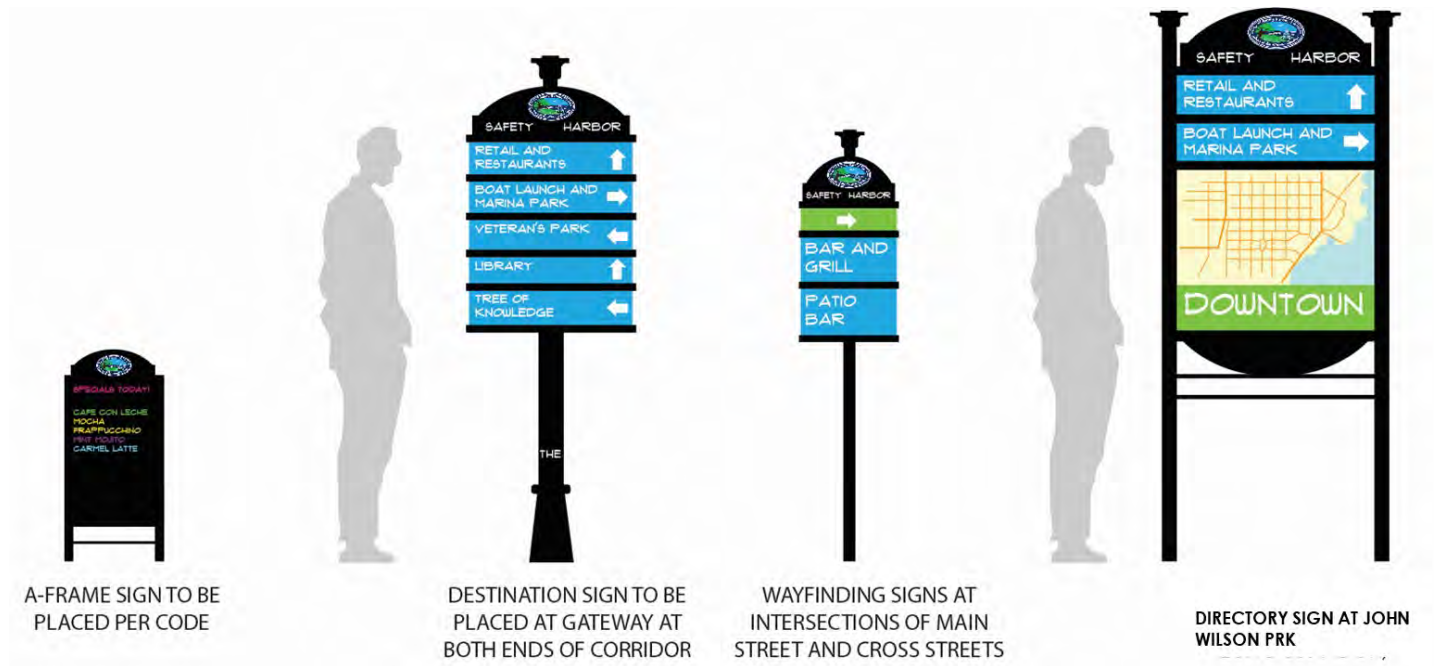 SPECIALS TODAY!
CAFE CON LECHE
MOCHA
FRAPPUCCHINO
MINT MOJITO
CARMEL LATTE
A-FRAME SIGN TO BE
PLACED PER CODE
SAFETY HARBOR
RETAIL AND
RESTAURANTS
BOAT LAUNCH AND
MARINA PARK
VETERAN'S PARK
LIBRARY
TREE OF
KNOWLEDGE
THE
DESTINATION SIGN TO BE
PLACED AT GATEWAY AT
BOTH ENDS OF CORRIDOR
SAFETY HARBOR
BAR AND
GRILL
PATIO
BAR
WAYFINDING SIGNS AT
INTERSECTIONS OF MAIN
STREET AND CROSS STREETS
SAFETY HARBOR
RETAIL AND
RESTAURANTS
BOAT LAUNCH AND
MARINA PARK
DOWNTOWN
DIRECTORY SIGN AT JOHN
WILSON PRK